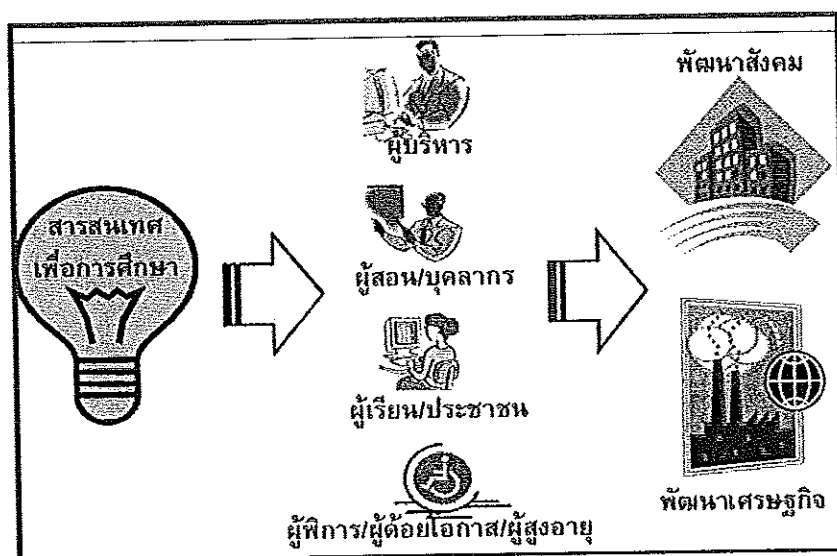 สารสนเทศ
เพื่อการศึกษา
ผู้บริหาร
ผู้สอน/บุคลากร
ผู้เรียน/ประชาชน
ผู้พิการ/ผู้ด้อยโอกาส/ผู้สูงอายุ
พัฒนาสังคม
พัฒนาเศรษฐกิจ